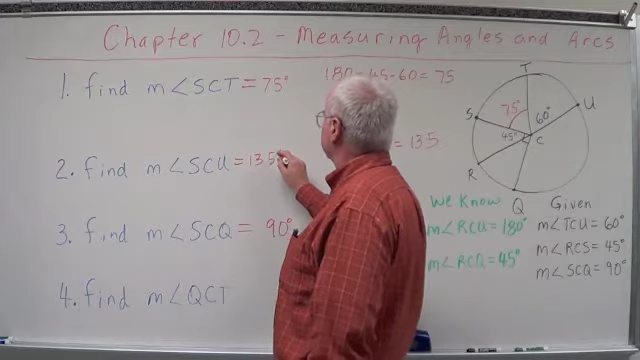 Chapter 10.2 - Measuring Angles and Arcs
1. find m∠SCT = 75°
180-45-60 = 75
2. find m∠SCU = 135
= 135
3. find m∠SCQ = 90°
4. find m∠QCT
T
U
S
R
Q
C
75°
60°
45°
We Know
m∠RCU = 180°
m∠RCQ = 45°
Given
m∠TCU = 60°
m∠RCS = 45°
m∠SCQ = 90°